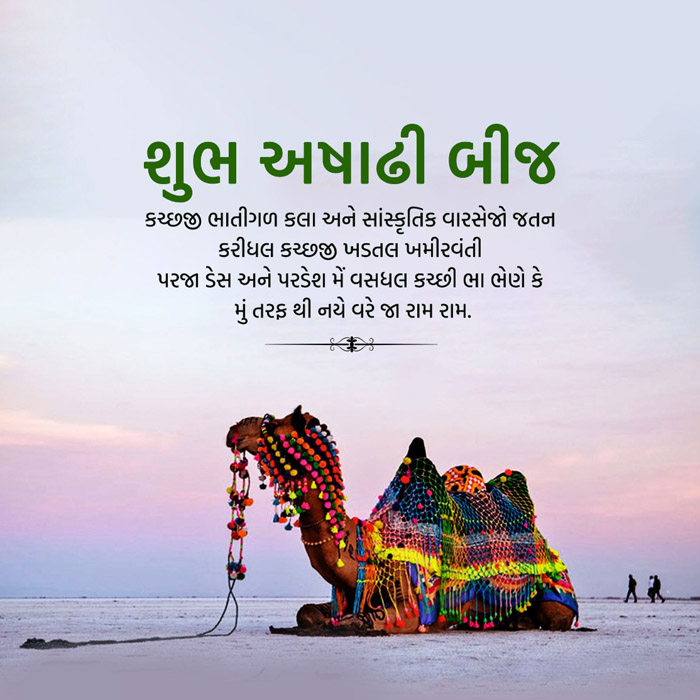 શુભ અષાઢી બીજ
કચ્છજી ભાતીગળ કલા અને સાંસ્કૃતિક વારસેજો જતન
કરીધલ કચ્છજી ખડતલ ખમીરવંતી
પરજા ડેસ અને પરદેશ મેં વસધલ કચ્છી ભા ભેણે કે
મું તરફ થી નયે વરે જા રામ રામ.